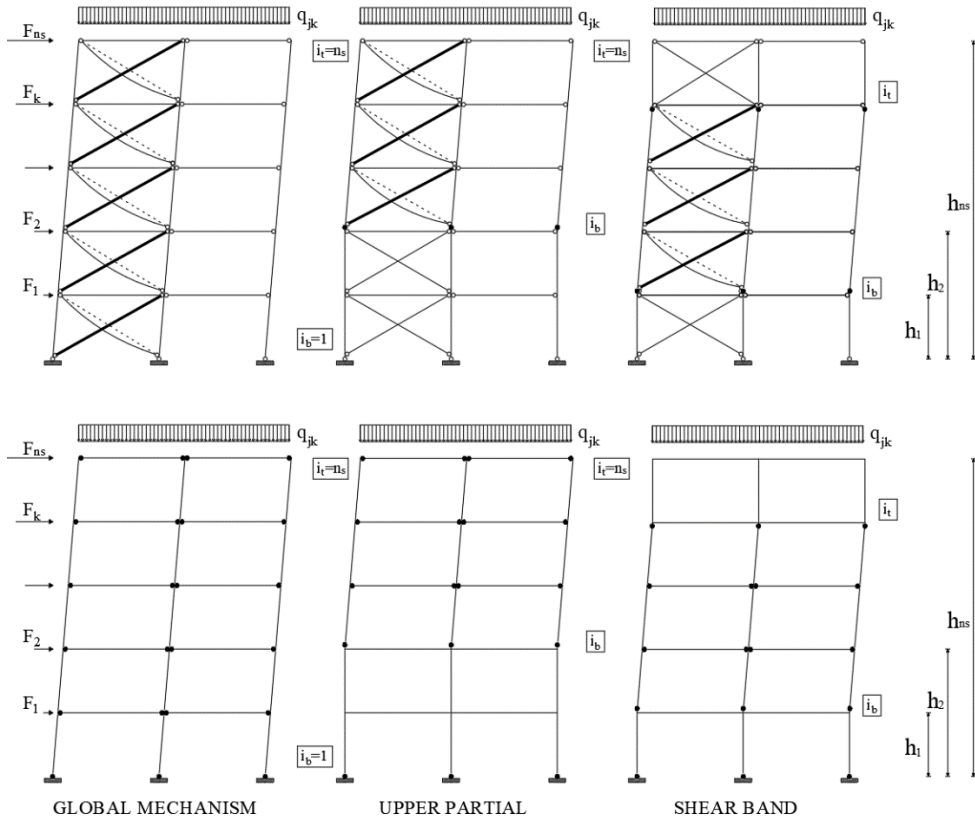 q_jk q_jk q_jk
F_ns i_t=n_s i_t=n_s
F_k i_t
h_ns
F_2 i_b
h_2
F_1 i_b
h_1
i_b=1
q_jk q_jk q_jk
F_ns i_t=n_s i_t=n_s
F_k i_t
h_ns
F_2 i_b
h_2
F_1 i_b
h_1
i_b=1
GLOBAL MECHANISM UPPER PARTIAL SHEAR BAND